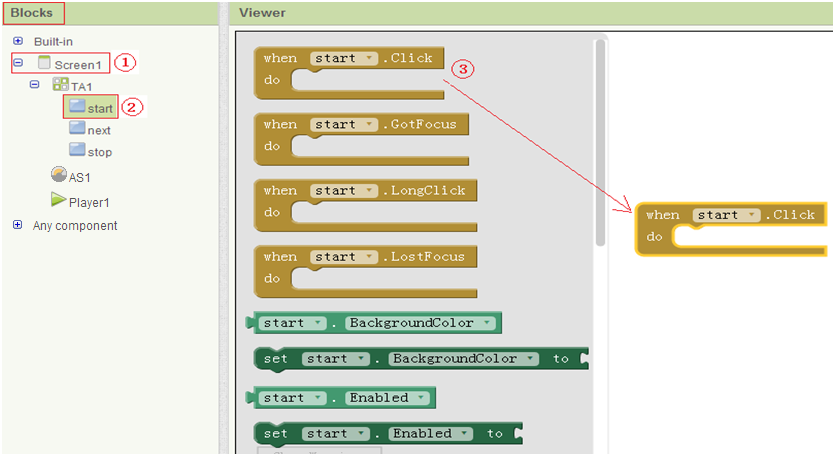 Blocks
Viewer
Built-in
Screen1 ①
TA1
start ②
next
stop
AS1
Player1
Any component
when start .Click
do
③
when start .GotFocus
do
when start .LongClick
do
when start .LostFocus
do
start . BackgroundColor
set start . BackgroundColor to
start . Enabled
set start . Enabled to
when start .Click
do